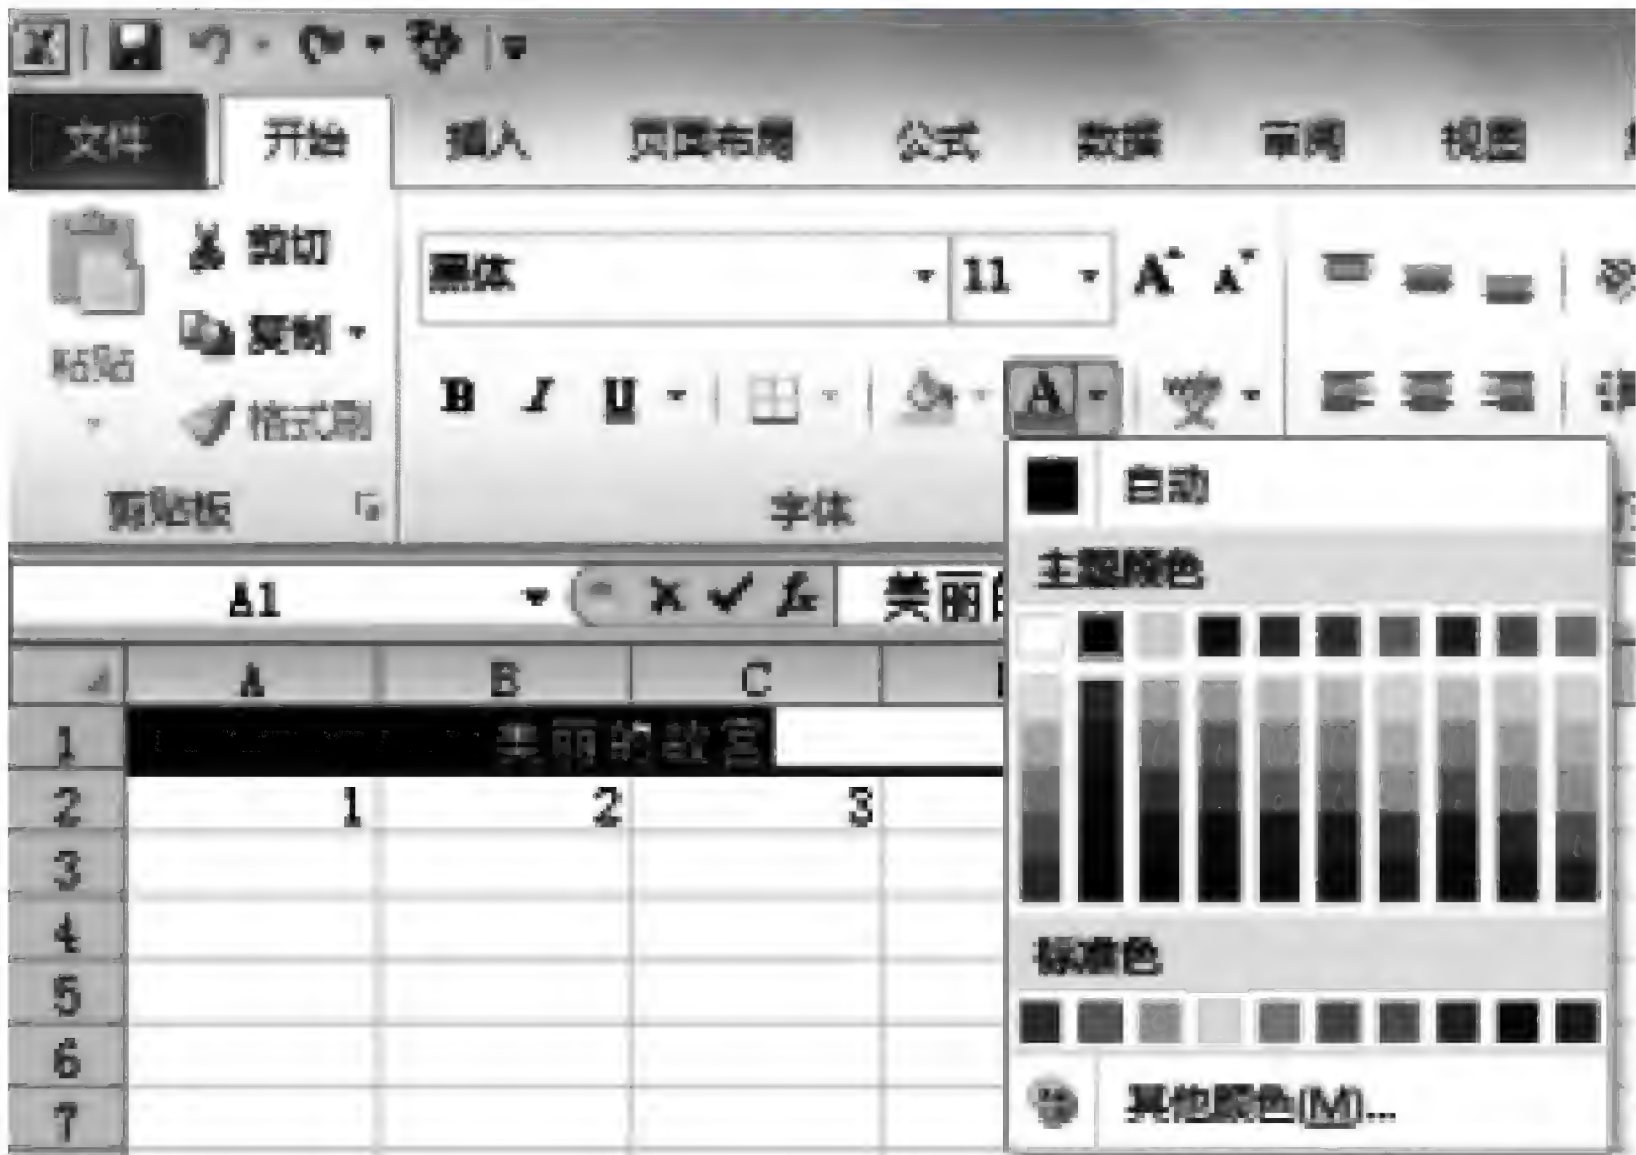 文件 开始 插入 页面布局 公式 数据 审阅 视图
剪切
黑体 11 A A
复制
粘贴
B I U A wén
格式刷
自动
剪贴板 字体
主题颜色
A1 fx 美丽
A B C
1 美丽的故宫
2 1 2 3
3
4
标准色
5
6
7 其他颜色(M)...